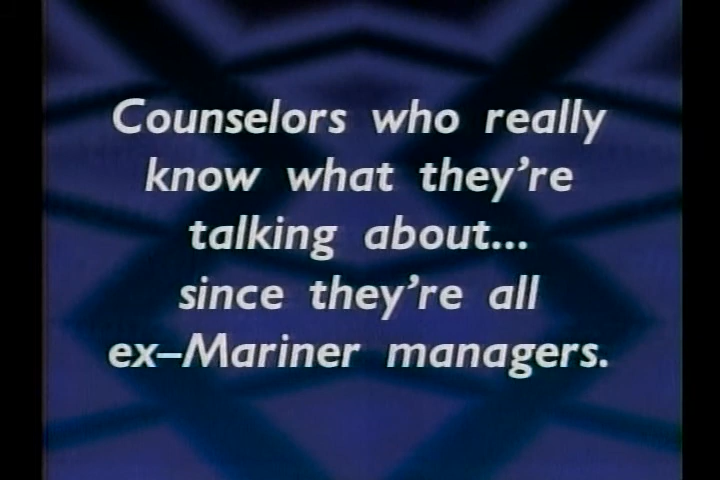 Counselors who really
know what they're
talking about...
since they're all
ex–Mariner managers.